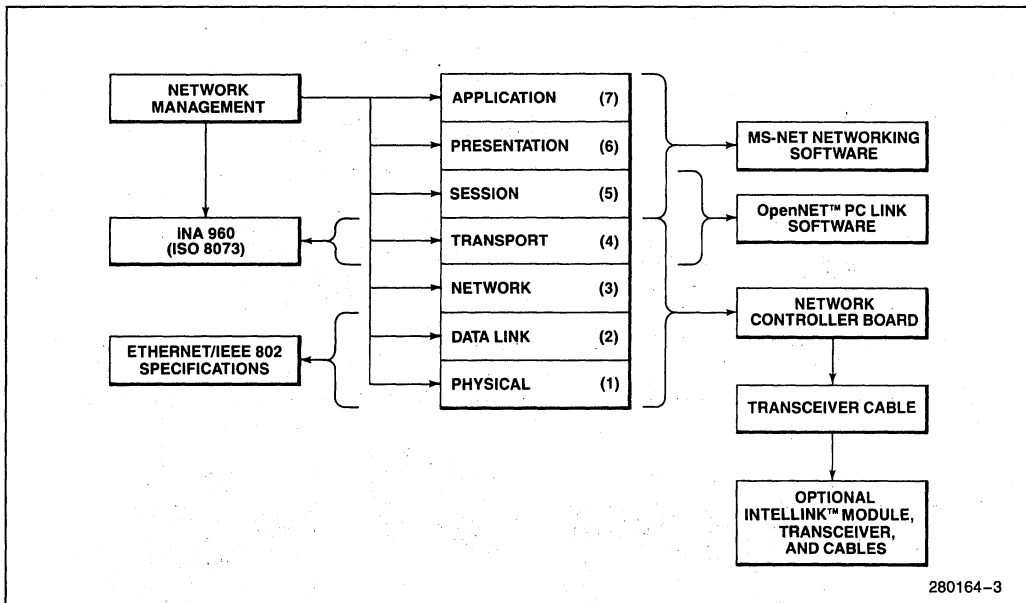 NETWORK
MANAGEMENT
iNA 960
(ISO 8073)
ETHERNET/IEEE 802
SPECIFICATIONS
APPLICATION (7)
PRESENTATION (6)
SESSION (5)
TRANSPORT (4)
NETWORK (3)
DATA LINK (2)
PHYSICAL (1)
MS-NET NETWORKING
SOFTWARE
OpenNET™ PC LINK
SOFTWARE
NETWORK
CONTROLLER BOARD
TRANSCEIVER CABLE
OPTIONAL
INTELLINK™ MODULE,
TRANSCEIVER,
AND CABLES
280164–3